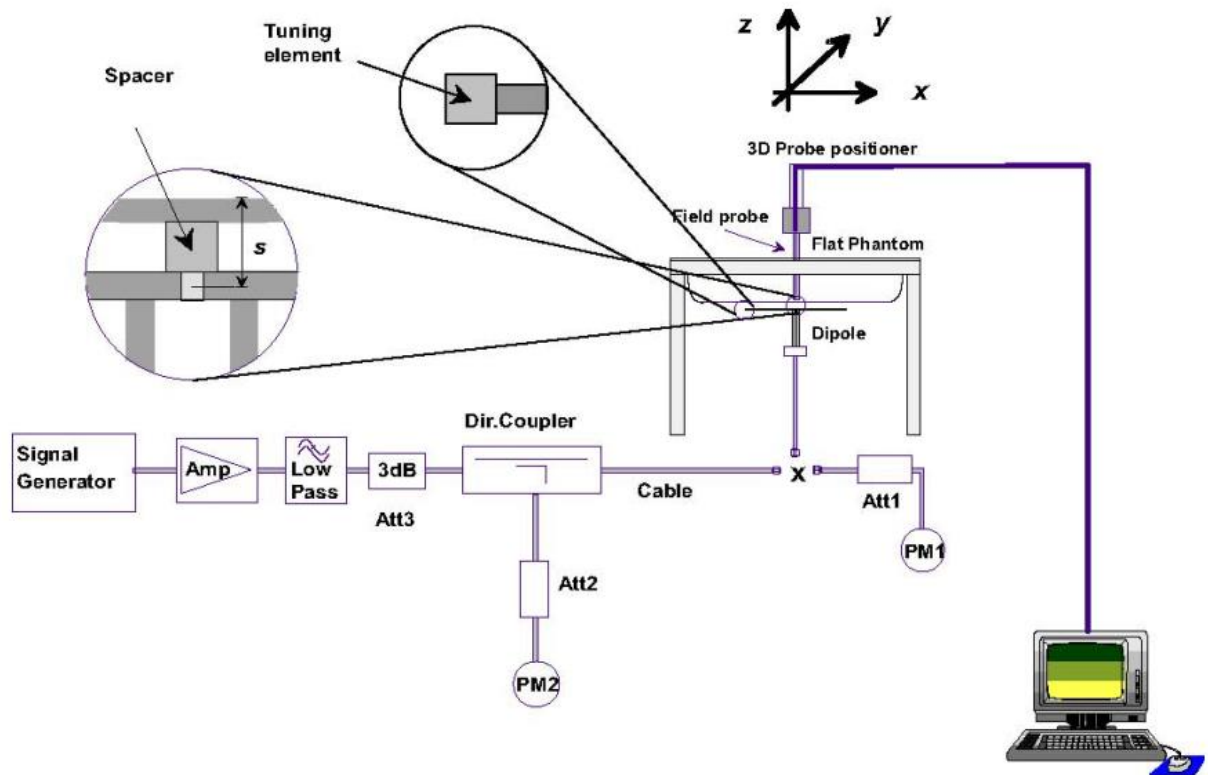 Tuning
element
Spacer
s
z
y
x
3D Probe positioner
Field probe
Flat Phantom
Dipole
Signal
Generator
Amp
Low
Pass
3dB
Att3
Dir.Coupler
Cable
x
Att1
PM1
Att2
PM2